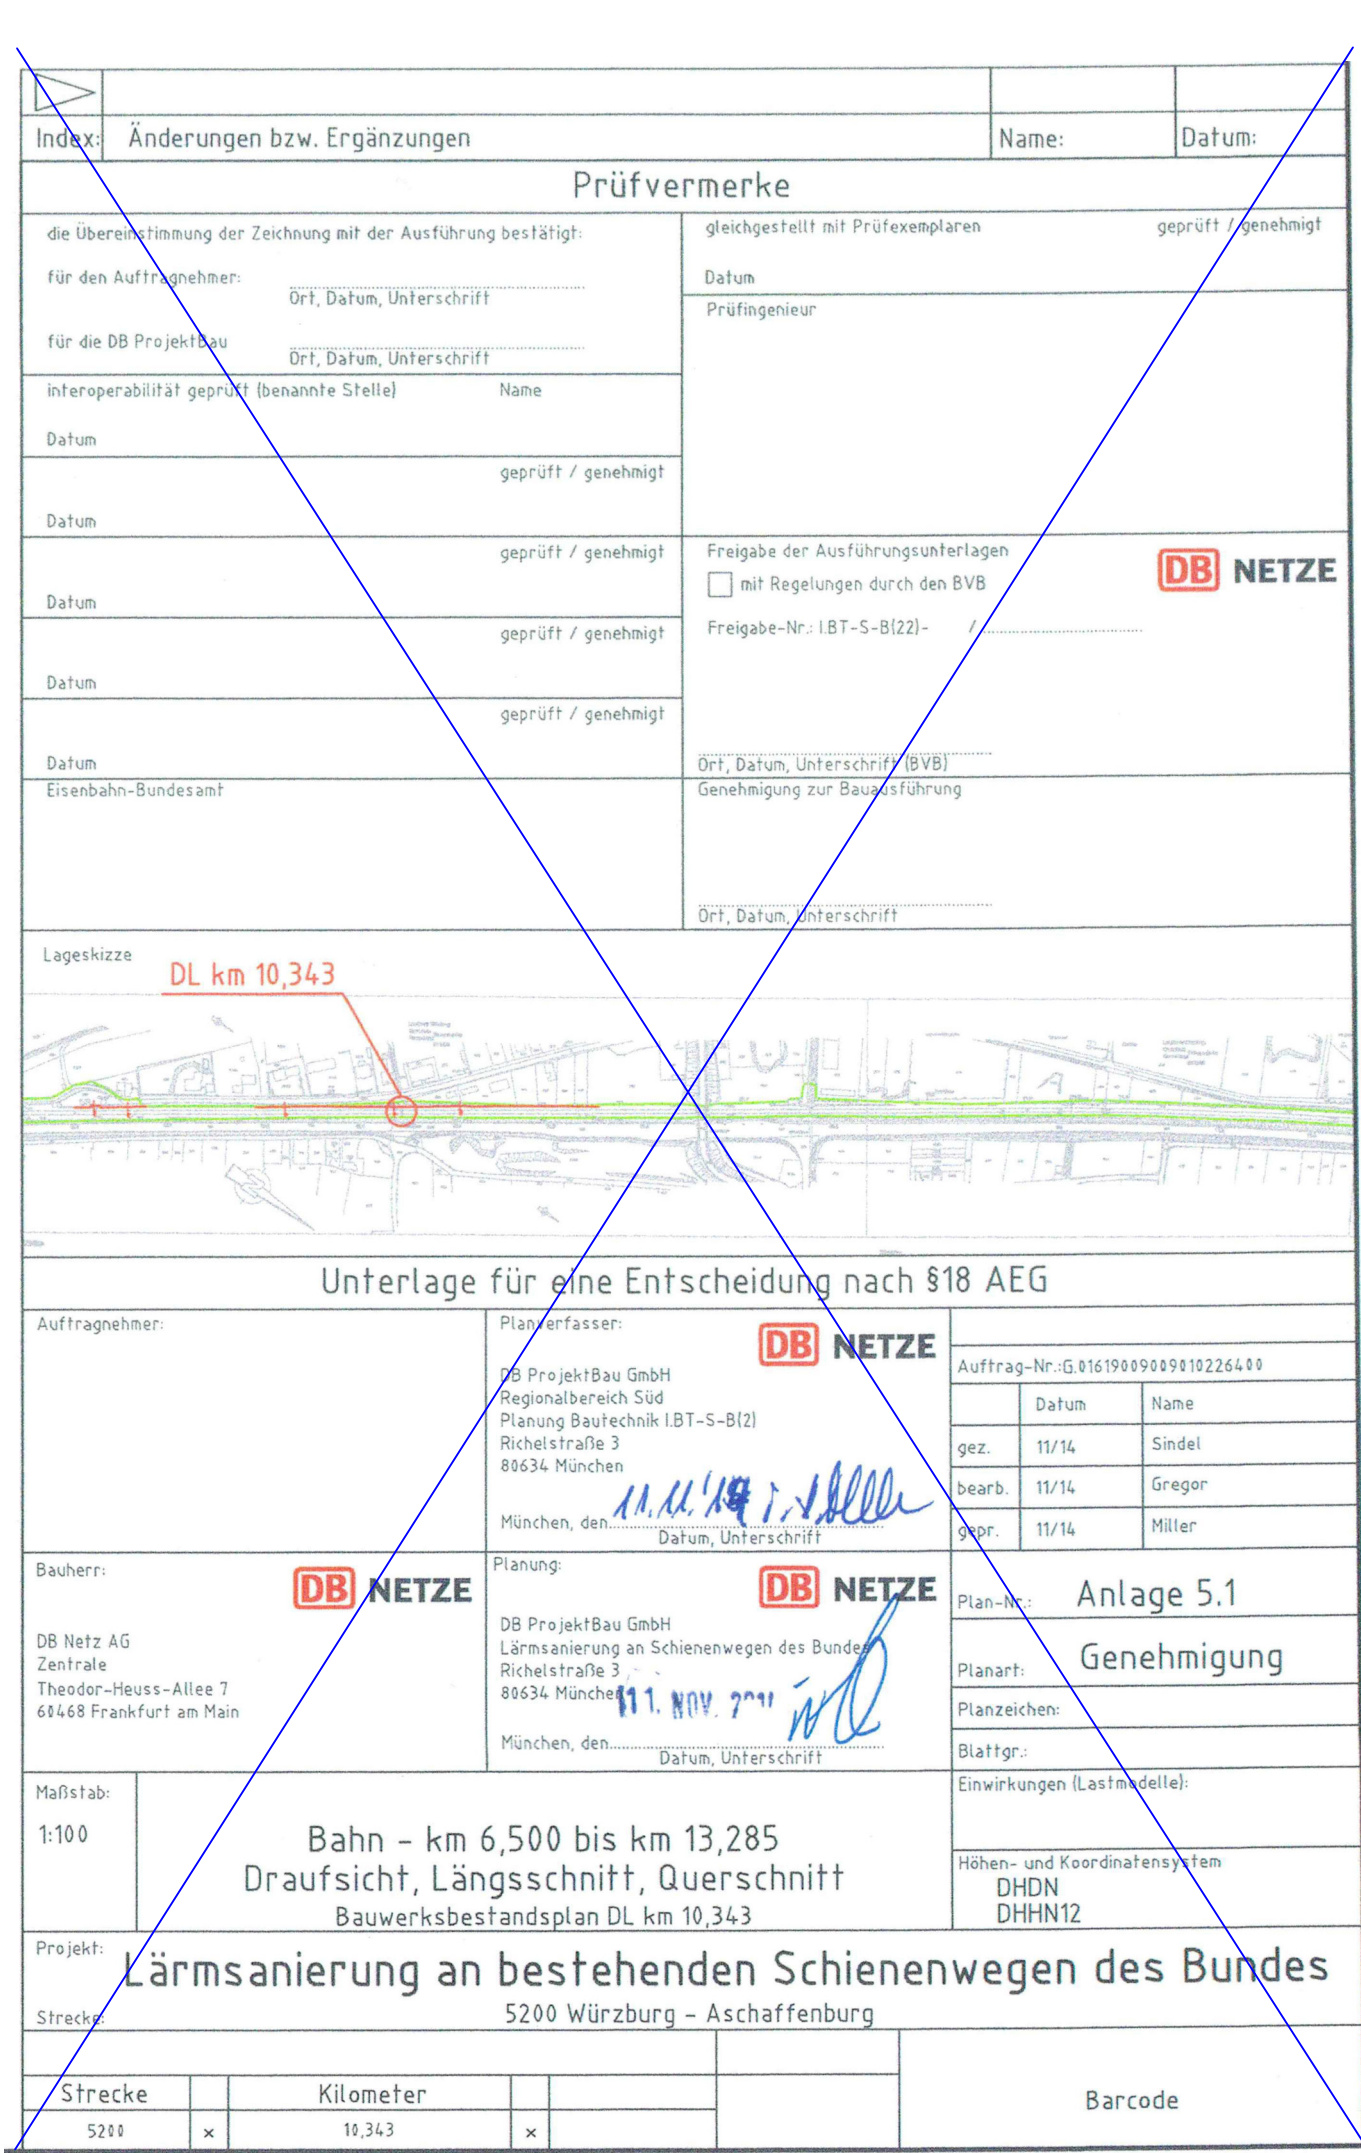 Index: Änderungen bzw. Ergänzungen Name: Datum:
Prüfvermerke
die Übereinstimmung der Zeichnung mit der Ausführung bestätigt:
für den Auftragnehmer:
Ort, Datum, Unterschrift
für die DB ProjektBau
Ort, Datum, Unterschrift
interoperabilität geprüft (benannte Stelle) Name
Datum
geprüft / genehmigt
Datum
geprüft / genehmigt
Datum
geprüft / genehmigt
Datum
geprüft / genehmigt
Datum
Eisenbahn-Bundesamt
gleichgestellt mit Prüfexemplaren geprüft / genehmigt
Datum
Prüfingenieur
Freigabe der Ausführungsunterlagen
DB NETZE
mit Regelungen durch den BVB
Freigabe-Nr.: I.BT-S-B(22)- /
Ort, Datum, Unterschrift (BVB)
Genehmigung zur Bauausführung
Ort, Datum, Unterschrift
Lageskizze
DL km 10,343
Unterlage für eine Entscheidung nach §18 AEG
Auftragnehmer:
Planverfasser:
DB NETZE
DB ProjektBau GmbH
Regionalbereich Süd
Planung Bautechnik I.BT-S-B(2)
Richelstraße 3
80634 München
München, den
Datum, Unterschrift
Auftrag-Nr.:G.01619009009010226400
Datum Name
gez. 11/14 Sindel
bearb. 11/14 Gregor
gepr. 11/14 Miller
Bauherr:
DB NETZE
DB Netz AG
Zentrale
Theodor-Heuss-Allee 7
60468 Frankfurt am Main
Planung:
DB NETZE
DB ProjektBau GmbH
Lärmsanierung an Schienenwegen des Bundes
Richelstraße 3
80634 München
11. NOV.
München, den
Datum, Unterschrift
Plan-Nr.: Anlage 5.1
Planart: Genehmigung
Planzeichen:
Blattgr.:
Einwirkungen (Lastmodelle):
Höhen- und Koordinatensystem
DHDN
DHHN12
Maßstab:
1:100
Bahn - km 6,500 bis km 13,285
Draufsicht, Längsschnitt, Querschnitt
Bauwerksbestandsplan DL km 10,343
Projekt:
Lärmsanierung an bestehenden Schienenwegen des Bundes
Strecke: 5200 Würzburg - Aschaffenburg
Strecke Kilometer
5200 x 10,343 x
Barcode